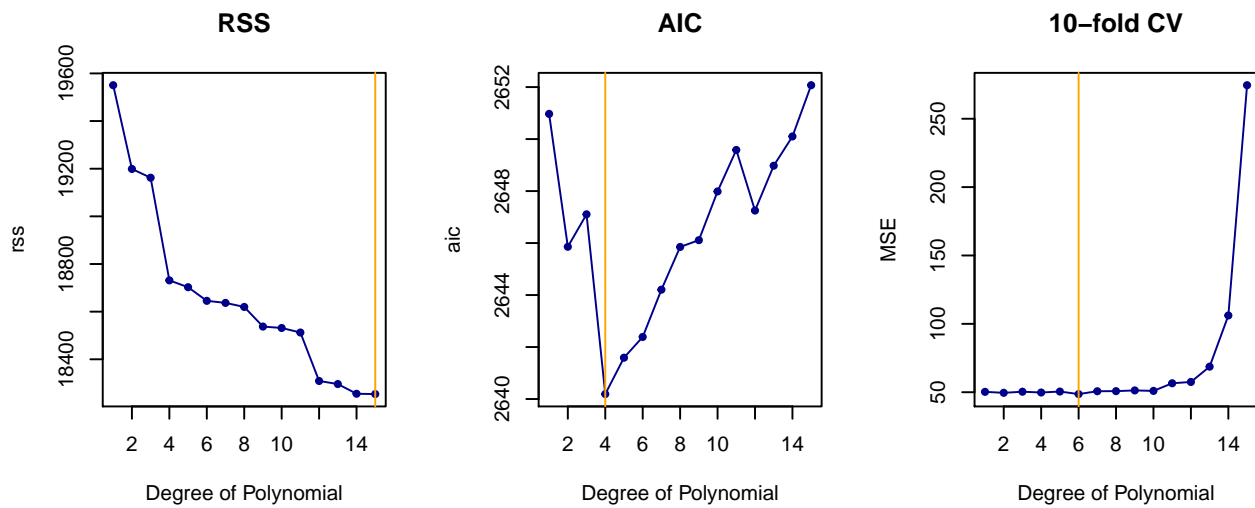 RSS
rss
19600
19200
18800
18400
2 4 6 8 10 14
Degree of Polynomial
AIC
aic
2652
2648
2644
2640
2 4 6 8 10 14
Degree of Polynomial
10−fold CV
MSE
250
200
150
100
50
2 4 6 8 10 14
Degree of Polynomial